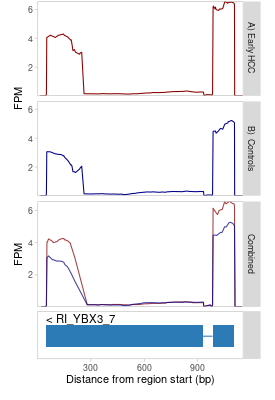 6
4
2
A) Early HCC
FPM
6
4
2
B) Controls
6
4
2
Combined
FPM
< RI_YBX3_7
300 600 900
Distance from region start (bp)